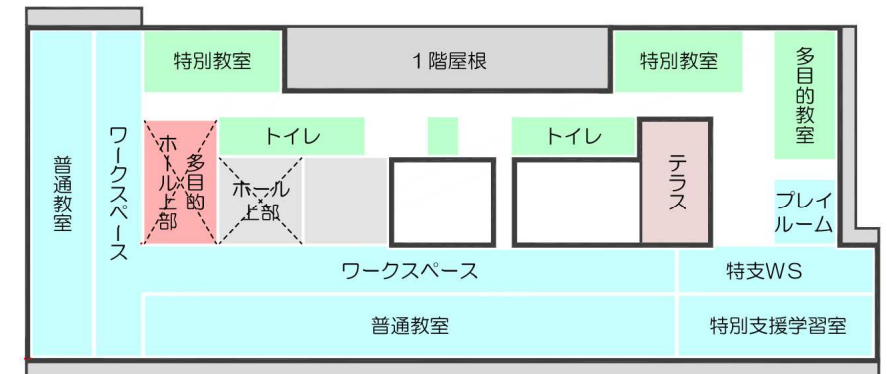 特別教室
1階屋根
特別教室
多目的教室
普通教室
ワークスペース
多目的
ホール上部
トイレ
ホール
上部
トイレ
テラス
プレイ
ルーム
ワークスペース
特支WS
普通教室
特別支援学習室